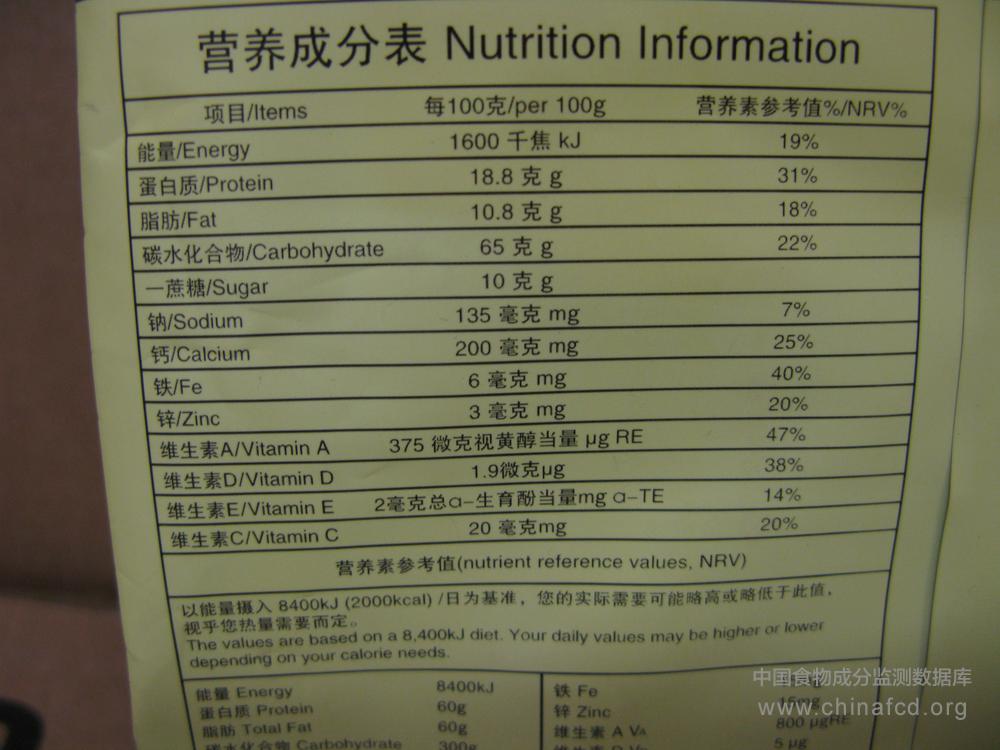 营养成分表 Nutrition Information
项目/Items 每100克/per 100g 营养素参考值%/NRV%
能量/Energy 1600 千焦 kJ 19%
蛋白质/Protein 18.8 克 g 31%
脂肪/Fat 10.8 克 g 18%
碳水化合物/Carbohydrate 65 克 g 22%
—蔗糖/Sugar 10 克 g
钠/Sodium 135 毫克 mg 7%
钙/Calcium 200 毫克 mg 25%
铁/Fe 6 毫克 mg 40%
锌/Zinc 3 毫克 mg 20%
维生素A/Vitamin A 375 微克视黄醇当量 µg RE 47%
维生素D/Vitamin D 1.9微克µg 38%
维生素E/Vitamin E 2毫克总α-生育酚当量mg α-TE 14%
维生素C/Vitamin C 20 毫克mg 20%
营养素参考值(nutrient reference values, NRV)
以能量摄入 8400kJ (2000kcal) /日为基准，您的实际需要可能略高或略低于此值，
视乎您热量需要而定。
The values are based on a 8,400kJ diet. Your daily values may be higher or lower
depending on your calorie needs.
能量 Energy 8400kJ 铁 Fe
蛋白质 Protein 60g 锌 Zinc 15mg
脂肪 Total Fat 60g 维生素 A VA 800 µgRE
碳水化合物 Carbohydrate 300g 5 µg
中国食物成分监测数据库
www.chinafcd.org